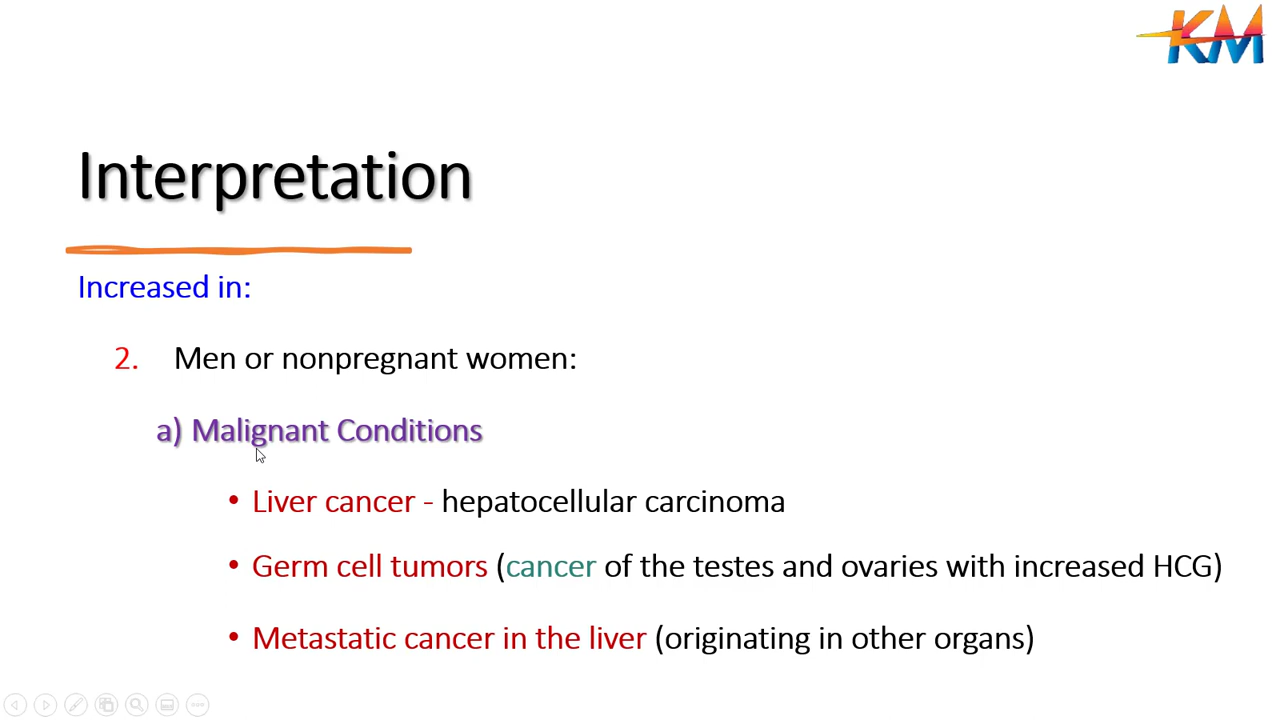 KM
Interpretation
Increased in:
2. Men or nonpregnant women:
a) Malignant Conditions
• Liver cancer - hepatocellular carcinoma
• Germ cell tumors (cancer of the testes and ovaries with increased HCG)
• Metastatic cancer in the liver (originating in other organs)